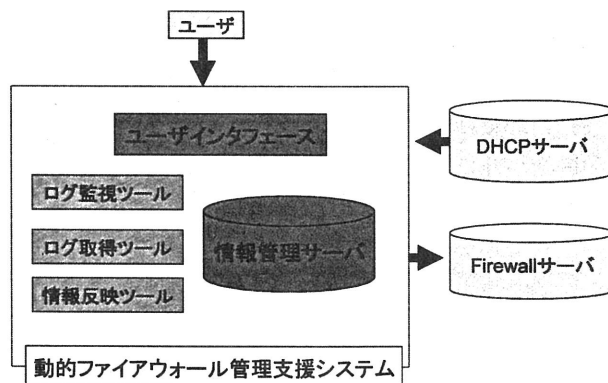 ユーザ
ユーザインタフェース
DHCPサーバ
ログ監視ツール
ログ取得ツール
情報管理サーバ
情報反映ツール
Firewallサーバ
動的ファイアウォール管理支援システム